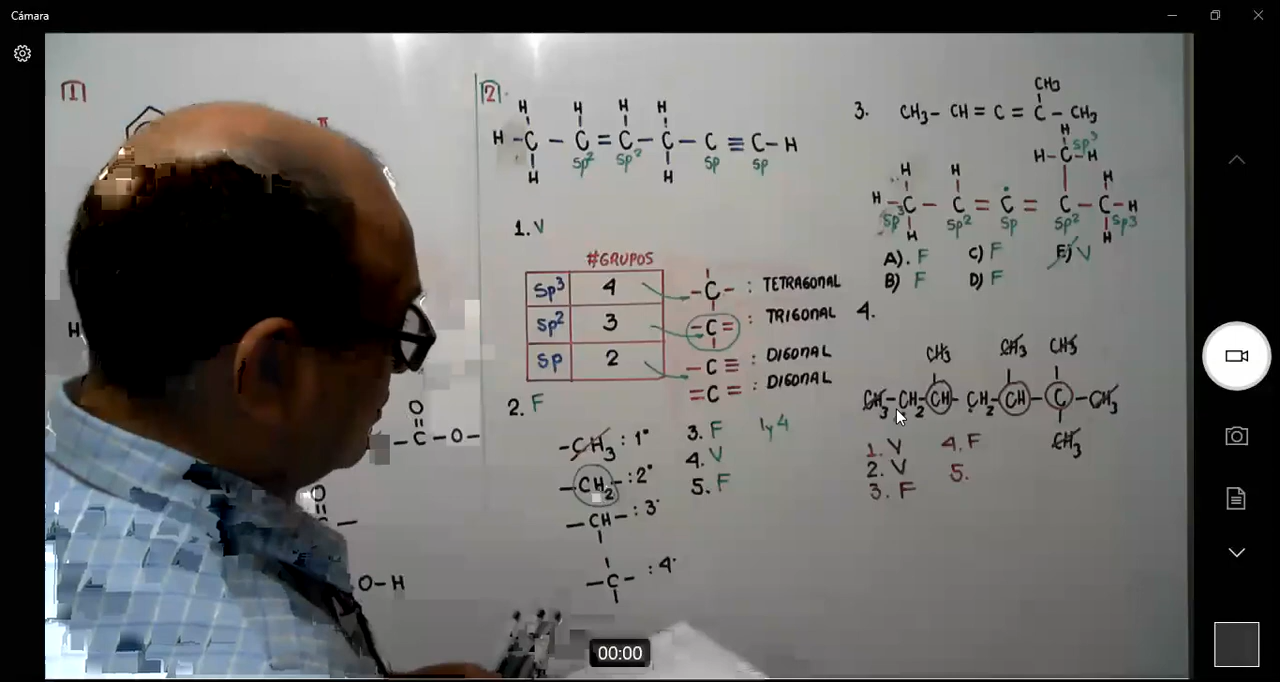 Cámara
1
2
H H H H
H - C - C = C - C - C ≡ C - H
sp² sp² sp sp
H H
1. V
#GRUPOS
sp³ 4 - C - : TETRAGONAL
sp² 3 - C = : TRIGONAL
sp 2 - C ≡ : DIGONAL
= C = : DIGONAL
2. F
- CH₃ : 1°
- CH₂ - : 2°
- CH - : 3°
- C - : 4°
3. F 1y4
4. V
5. F
3. CH₃
CH₃ - CH = C = C - CH₃
H sp³
H - C - H
H H H
H - C - C = C = C - C - H
sp³ sp² sp sp² sp3
H H
A). F C) F E) V
B) F D) F
4.
CH₃ CH₃ CH₃
CH₃ - CH₂ - CH - CH₂ - CH - C - CH₃
CH₃
1. V 4. F
2. V 5.
3. F
H
O
- C - O -
O
O - H
00:00